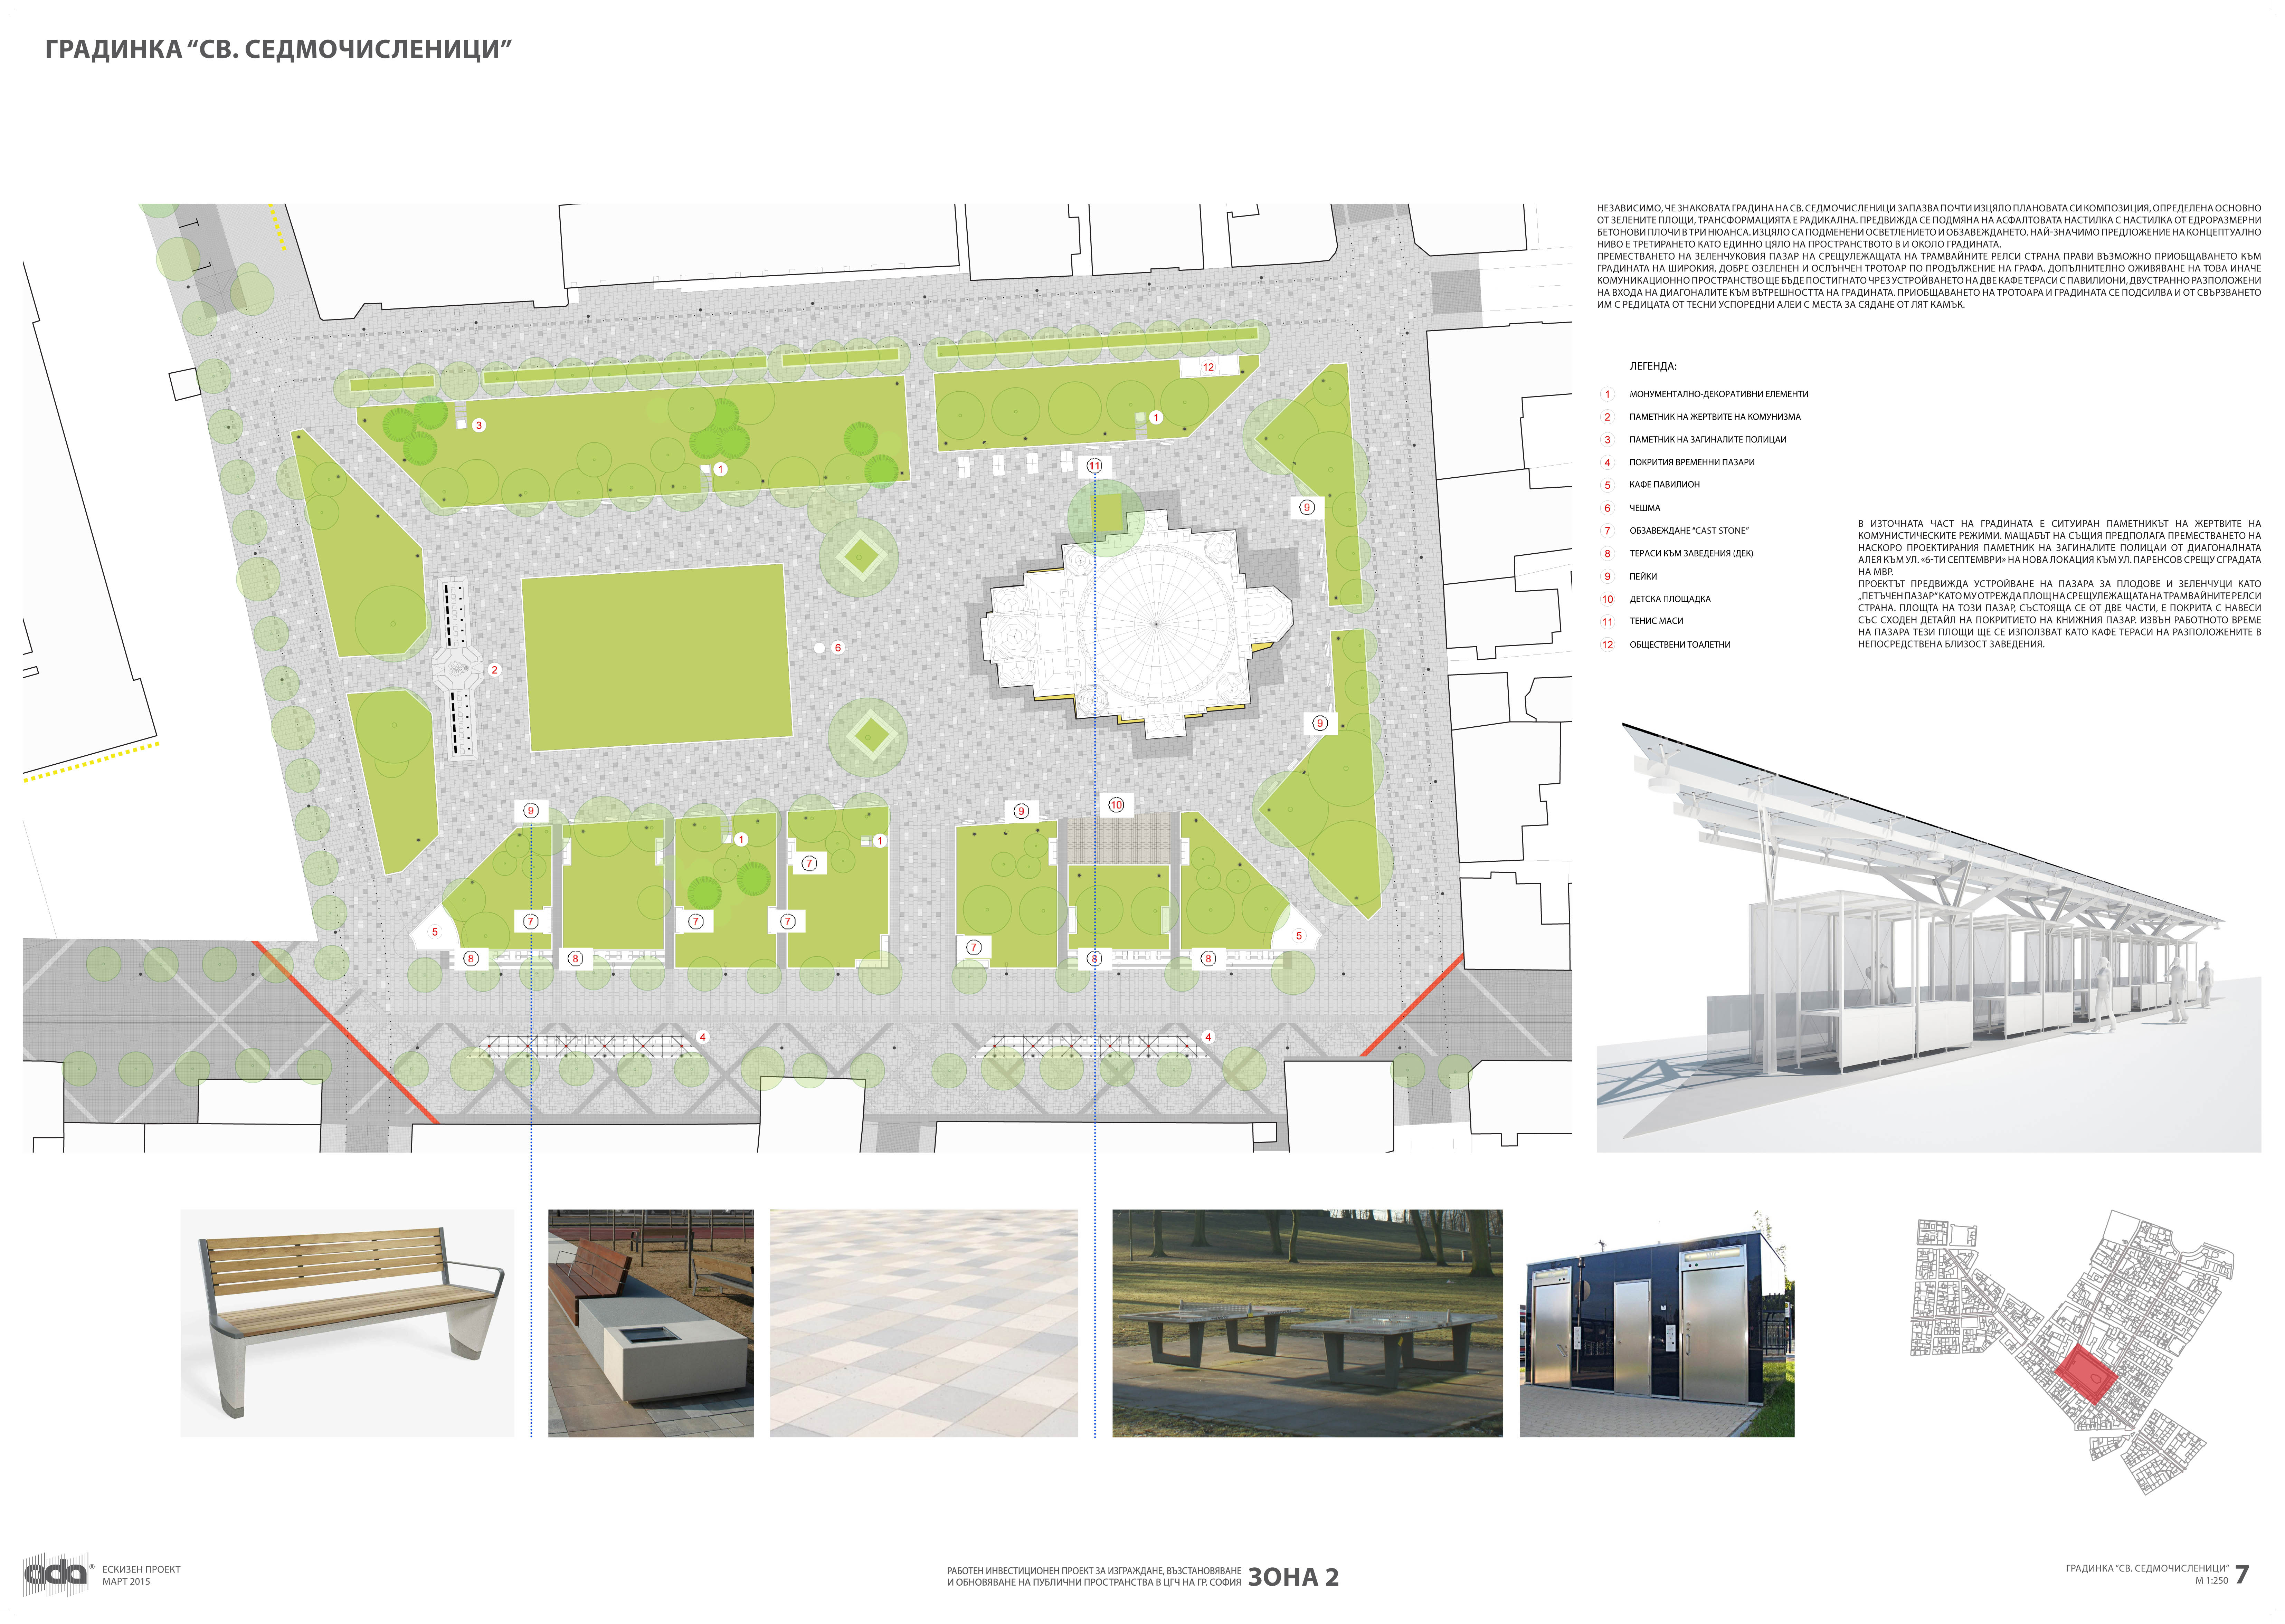 ГРАДИНКА “СВ. СЕДМОЧИСЛЕНИЦИ”
НЕЗАВИСИМО, ЧЕ ЗНАКОВАТА ГРАДИНА НА СВ. СЕДМОЧИСЛЕНИЦИ ЗАПАЗВА ПОЧТИ ИЗЦЯЛО ПЛАНОВАТА СИ КОМПОЗИЦИЯ, ОПРЕДЕЛЕНА ОСНОВНО
ОТ ЗЕЛЕНИТЕ ПЛОЩИ, ТРАНСФОРМАЦИЯТА Е РАДИКАЛНА. ПРЕДВИЖДА СЕ ПОДМЯНА НА АСФАЛТОВАТА НАСТИЛКА С НАСТИЛКА ОТ ЕДРОРАЗМЕРНИ
БЕТОНОВИ ПЛОЧИ В ТРИ НЮАНСА. ИЗЦЯЛО СА ПОДМЕНЕНИ ОСВЕТЛЕНИЕТО И ОБЗАВЕЖДАНЕТО. НАЙ-ЗНАЧИМО ПРЕДЛОЖЕНИЕ НА КОНЦЕПТУАЛНО
НИВО Е ТРЕТИРАНЕТО КАТО ЕДИННО ЦЯЛО НА ПРОСТРАНСТВОТО В И ОКОЛО ГРАДИНАТА.
ПРЕМЕСТВАНЕТО НА ЗЕЛЕНЧУКОВИЯ ПАЗАР НА СРЕЩУЛЕЖАЩАТА НА ТРАМВАЙНИТЕ РЕЛСИ СТРАНА ПРАВИ ВЪЗМОЖНО ПРИОБЩАВАНЕТО КЪМ
ГРАДИНАТА НА ШИРОКИЯ, ДОБРЕ ОЗЕЛЕНЕН И ОСЛЪНЧЕН ТРОТОАР ПО ПРОДЪЛЖЕНИЕ НА ГРАФА. ДОПЪЛНИТЕЛНО ОЖИВЯВАНЕ НА ТОВА ИНАЧЕ
КОМУНИКАЦИОННО ПРОСТРАНСТВО ЩЕ БЪДЕ ПОСТИГНАТО ЧРЕЗ УСТРОЙВАНЕТО НА ДВЕ КАФЕ ТЕРАСИ С ПАВИЛИОНИ, ДВУСТРАННО РАЗПОЛОЖЕНИ
НА ВХОДА НА ДИАГОНАЛИТЕ КЪМ ВЪТРЕШНОСТТА НА ГРАДИНАТА. ПРИОБЩАВАНЕТО НА ТРОТОАРА И ГРАДИНАТА СЕ ПОДСИЛВА И ОТ СВЪРЗВАНЕТО
ИМ С РЕДИЦАТА ОТ ТЕСНИ УСПОРЕДНИ АЛЕИ С МЕСТА ЗА СЯДАНЕ ОТ ЛЯТ КАМЪК.
ЛЕГЕНДА:
1 МОНУМЕНТАЛНО-ДЕКОРАТИВНИ ЕЛЕМЕНТИ
2 ПАМЕТНИК НА ЖЕРТВИТЕ НА КОМУНИЗМА
3 ПАМЕТНИК НА ЗАГИНАЛИТЕ ПОЛИЦАИ
4 ПОКРИТИЯ ВРЕМЕННИ ПАЗАРИ
5 КАФЕ ПАВИЛИОН
6 ЧЕШМА
7 ОБЗАВЕЖДАНЕ “CAST STONE”
8 ТЕРАСИ КЪМ ЗАВЕДЕНИЯ (ДЕК)
9 ПЕЙКИ
10 ДЕТСКА ПЛОЩАДКА
11 ТЕНИС МАСИ
12 ОБЩЕСТВЕНИ ТОАЛЕТНИ
В ИЗТОЧНАТА ЧАСТ НА ГРАДИНАТА Е СИТУИРАН ПАМЕТНИКЪТ НА ЖЕРТВИТЕ НА
КОМУНИСТИЧЕСКИТЕ РЕЖИМИ. МАЩАБЪТ НА СЪЩИЯ ПРЕДПОЛАГА ПРЕМЕСТВАНЕТО НА
НАСКОРО ПРОЕКТИРАНИЯ ПАМЕТНИК НА ЗАГИНАЛИТЕ ПОЛИЦАИ ОТ ДИАГОНАЛНАТА
АЛЕЯ КЪМ УЛ. «6-ТИ СЕПТЕМВРИ» НА НОВА ЛОКАЦИЯ КЪМ УЛ. ПАРЕНСОВ СРЕЩУ СГРАДАТА
НА МВР.
ПРОЕКТЪТ ПРЕДВИЖДА УСТРОЙВАНЕ НА ПАЗАРА ЗА ПЛОДОВЕ И ЗЕЛЕНЧУЦИ КАТО
„ПЕТЪЧЕН ПАЗАР“ КАТО МУ ОТРЕЖДА ПЛОЩ НА СРЕЩУЛЕЖАЩАТА НА ТРАМВАЙНИТЕ РЕЛСИ
СТРАНА. ПЛОЩТА НА ТОЗИ ПАЗАР, СЪСТОЯЩА СЕ ОТ ДВЕ ЧАСТИ, Е ПОКРИТА С НАВЕСИ
СЪС СХОДЕН ДЕТАЙЛ НА ПОКРИТИЕТО НА КНИЖНИЯ ПАЗАР. ИЗВЪН РАБОТНОТО ВРЕМЕ
НА ПАЗАРА ТЕЗИ ПЛОЩИ ЩЕ СЕ ИЗПОЛЗВАТ КАТО КАФЕ ТЕРАСИ НА РАЗПОЛОЖЕНИТЕ В
НЕПОСРЕДСТВЕНА БЛИЗОСТ ЗАВЕДЕНИЯ.
12
3
1
1
11
9
6
2
9
9
9
10
1
1
7
7
7
7
7
5
5
8
8
8
8
4
4
ada®
ЕСКИЗЕН ПРОЕКТ
МАРТ 2015
РАБОТЕН ИНВЕСТИЦИОНЕН ПРОЕКТ ЗА ИЗГРАЖДАНЕ, ВЪЗСТАНОВЯВАНЕ
И ОБНОВЯВАНЕ НА ПУБЛИЧНИ ПРОСТРАНСТВА В ЦГЧ НА ГР. СОФИЯ
ЗОНА 2
ГРАДИНКА “СВ. СЕДМОЧИСЛЕНИЦИ”
М 1:250
7